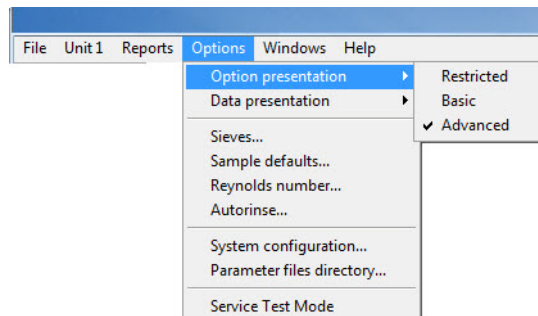 File Unit 1 Reports Options Windows Help
Option presentation
Restricted
Data presentation
Basic
Advanced
Sieves...
Sample defaults...
Reynolds number...
Autorinse...
System configuration...
Parameter files directory...
Service Test Mode